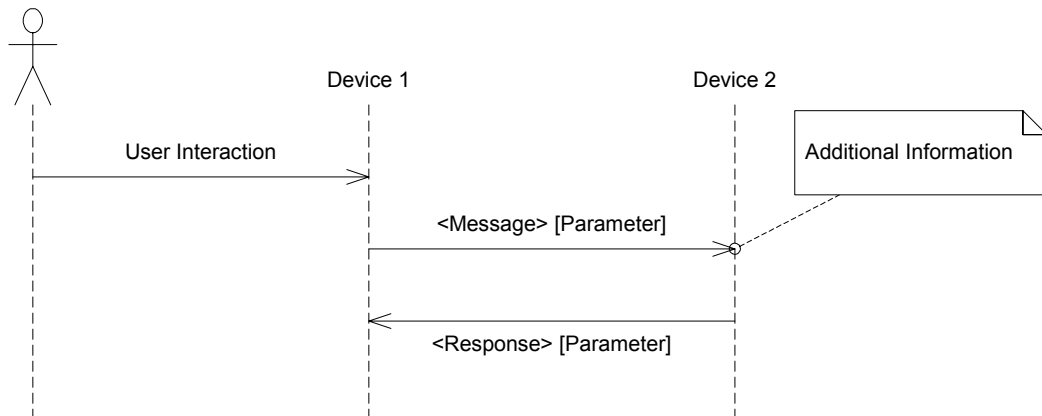 Device 1
Device 2
User Interaction
Additional Information
<Message> [Parameter]
<Response> [Parameter]